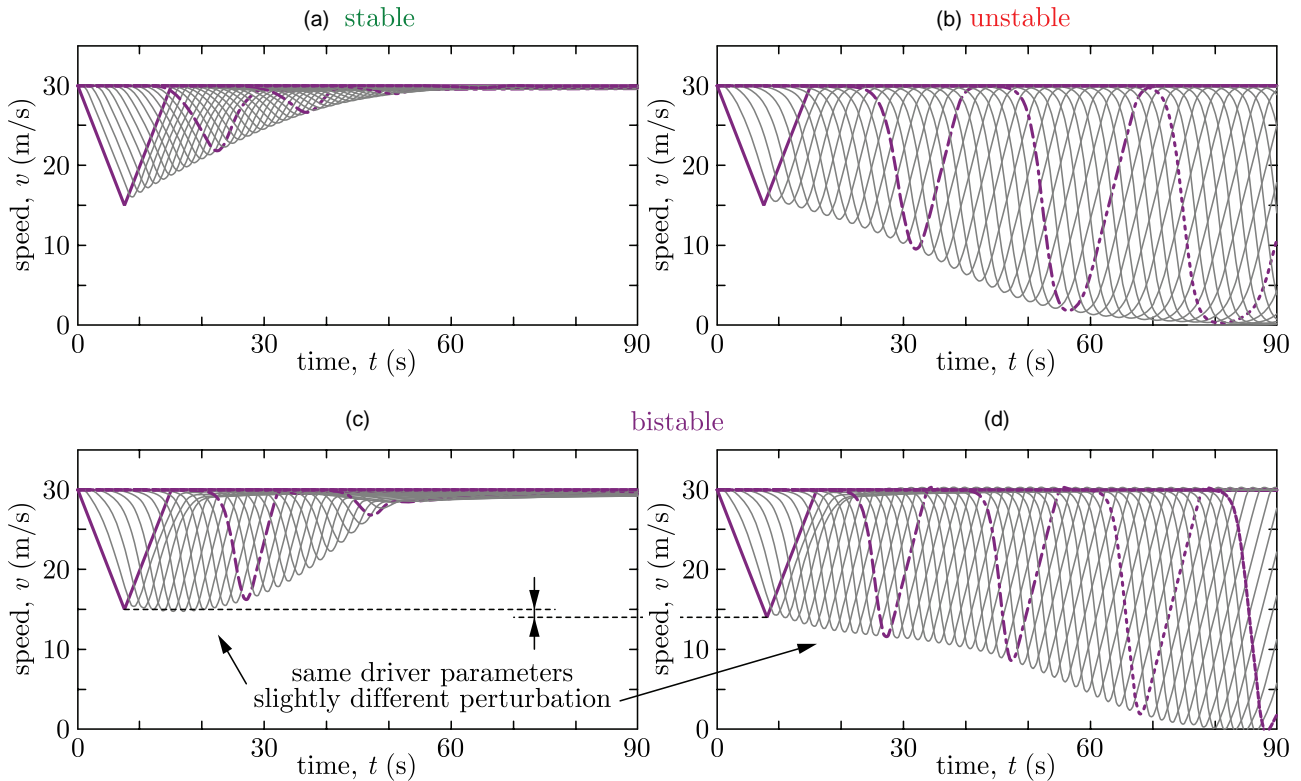 (a) stable
(b) unstable
30
20
10
0
speed, v (m/s)
0 30 60 90
time, t (s)
30
20
10
0
speed, v (m/s)
0 30 60 90
time, t (s)
(c)
bistable
(d)
30
20
10
0
speed, v (m/s)
same driver parameters
slightly different perturbation
0 30 60 90
time, t (s)
30
20
10
0
speed, v (m/s)
0 30 60 90
time, t (s)